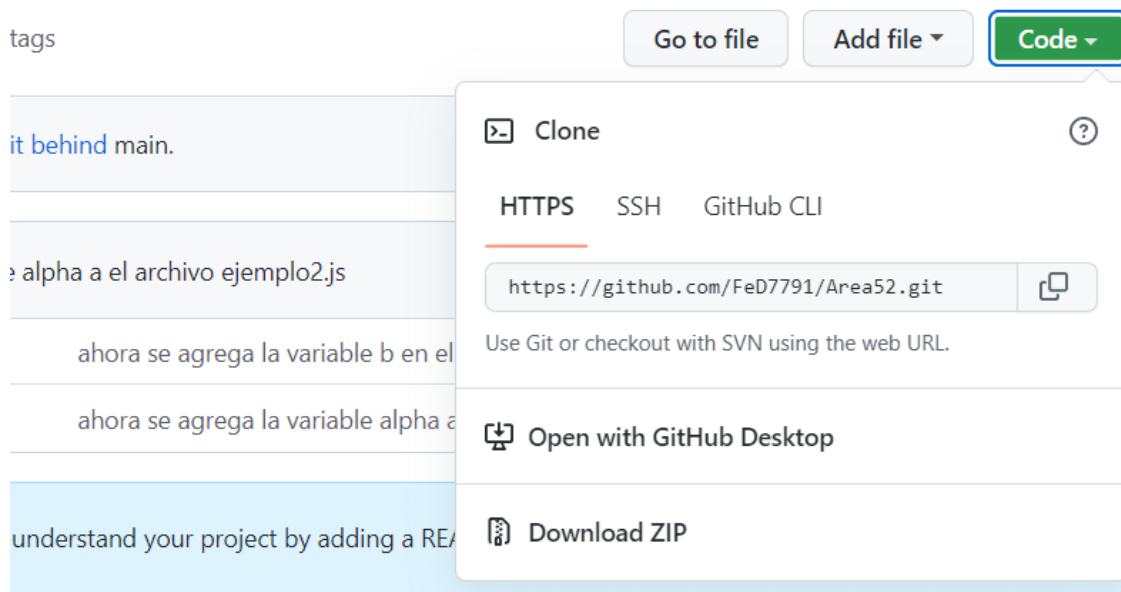 tags
Go to file
Add file
Code
it behind main.
Clone
HTTPS SSH GitHub CLI
alpha a el archivo ejemplo2.js
https://github.com/FeD7791/Area52.git
Use Git or checkout with SVN using the web URL.
ahora se agrega la variable b en el
ahora se agrega la variable alpha a
Open with GitHub Desktop
understand your project by adding a REA
Download ZIP